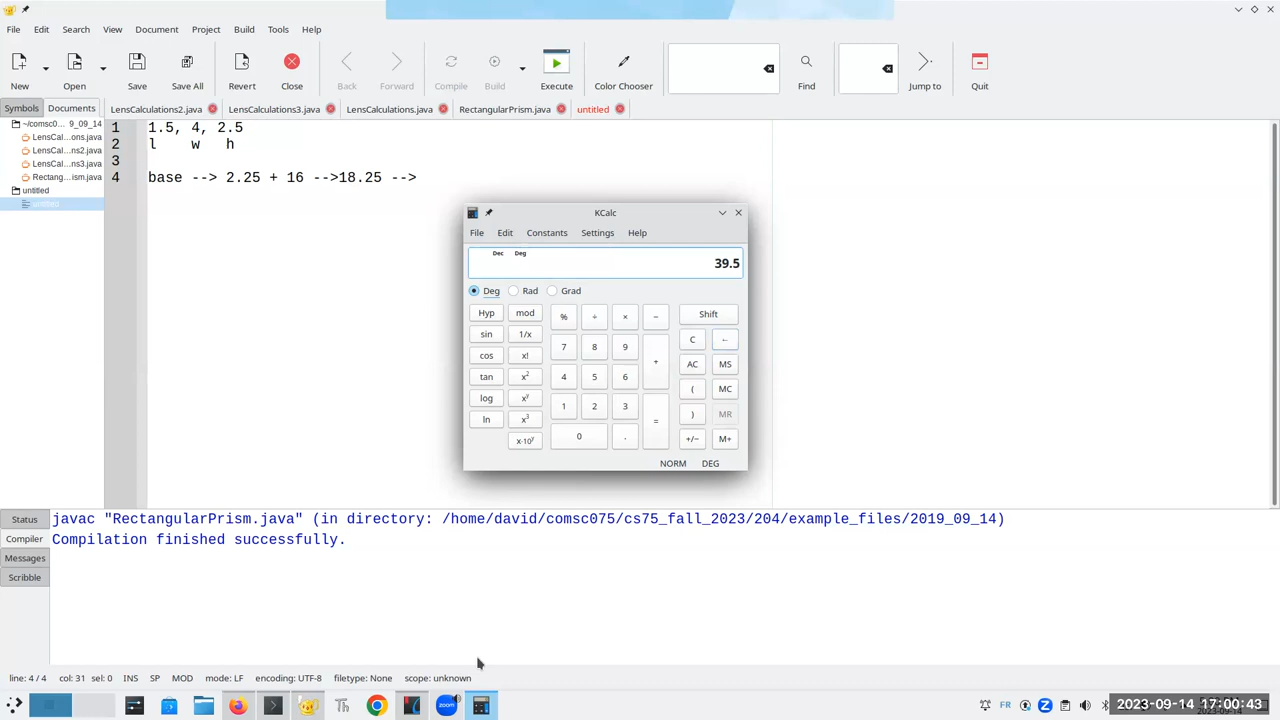 File Edit Search View Document Project Build Tools Help
New Open Save Save All Revert Close Back Forward Compile Build Execute Color Chooser Find Jump to Quit
Symbols Documents LensCalculations2.java LensCalculations3.java LensCalculations.java RectangularPrism.java untitled
~/comsc0... 9_09_14
LensCal...ons.java
LensCal...ns2.java
LensCal...ns3.java
Rectang...ism.java
untitled
untitled
1 1.5, 4, 2.5
2 l w h
3
4 base --> 2.25 + 16 -->18.25 -->
KCalc
File Edit Constants Settings Help
Dec Deg
39.5
Deg Rad Grad
Hyp mod % ÷ × − Shift
sin 1/x 7 8 9 + C ←
cos x! AC MS
tan x² 4 5 6 ( MC
log xʸ 1 2 3 = ) MR
ln x³
x·10ʸ 0 . +/− M+
NORM DEG
Status
Compiler
Messages
Scribble
javac "RectangularPrism.java" (in directory: /home/david/comsc075/cs75_fall_2023/204/example_files/2019_09_14)
Compilation finished successfully.
line: 4 / 4 col: 31 sel: 0 INS SP MOD mode: LF encoding: UTF-8 filetype: None scope: unknown
Th zoom FR Z 2023-09-14 17:00:43